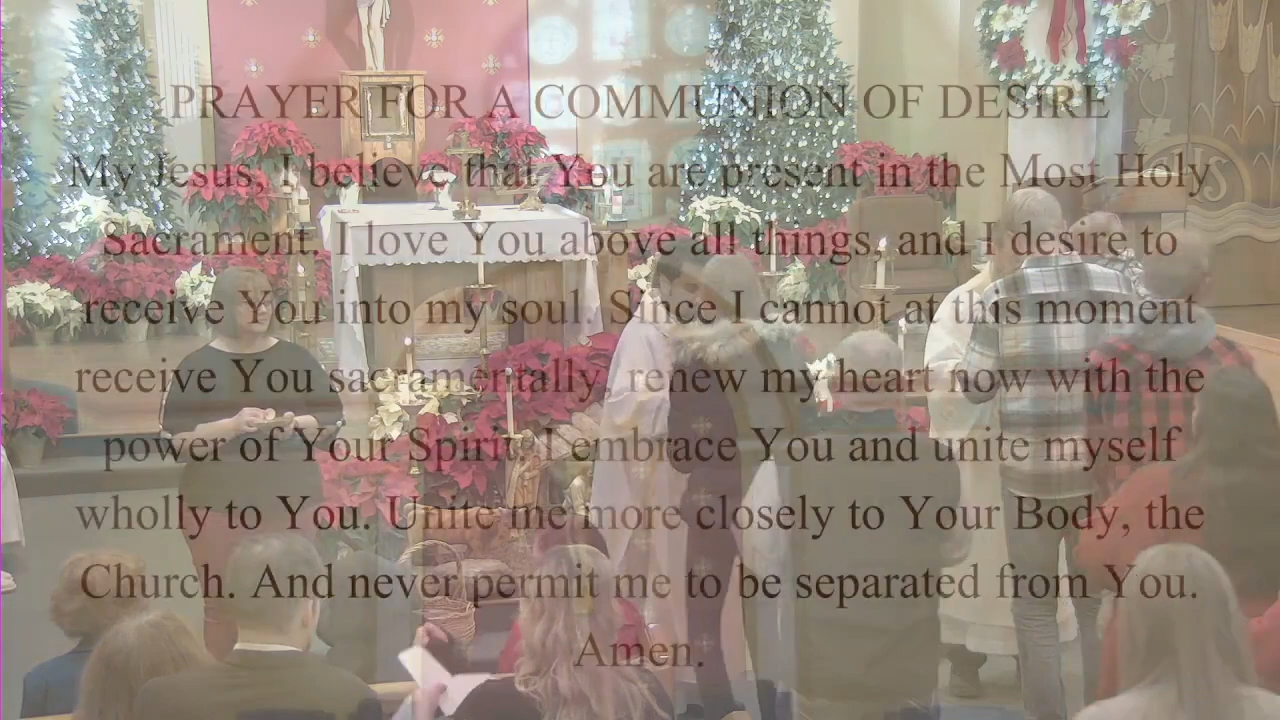 PRAYER FOR A COMMUNION OF DESIRE
My Jesus, I believe that You are present in the Most Holy
Sacrament. I love You above all things, and I desire to
receive You into my soul. Since I cannot at this moment
receive You sacramentally, renew my heart now with the
power of Your Spirit. I embrace You and unite myself
wholly to You. Unite me more closely to Your Body, the
Church. And never permit me to be separated from You.
Amen.